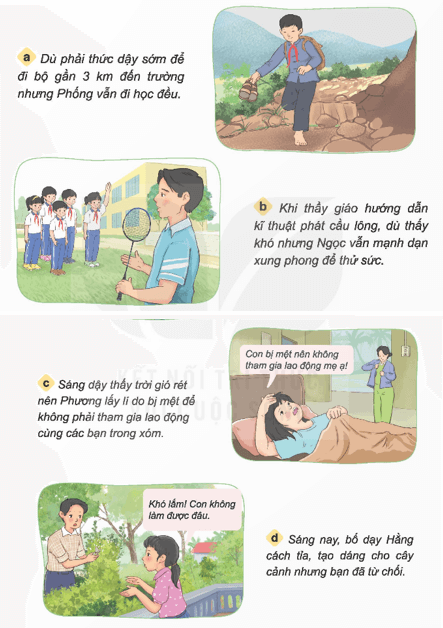 a Dù phải thức dậy sớm để
đi bộ gần 3 km đến trường
nhưng Phống vẫn đi học đều.
b Khi thầy giáo hướng dẫn
kĩ thuật phát cầu lông, dù thấy
khó nhưng Ngọc vẫn mạnh dạn
xung phong để thử sức.
Con bị mệt nên không
tham gia lao động mẹ ạ!
c Sáng dậy thấy trời gió rét
nên Phương lấy lí do bị mệt để
không phải tham gia lao động
cùng các bạn trong xóm.
Khó lắm! Con không
làm được đâu.
d Sáng nay, bố dạy Hằng
cách tỉa, tạo dáng cho cây
cảnh nhưng bạn đã từ chối.